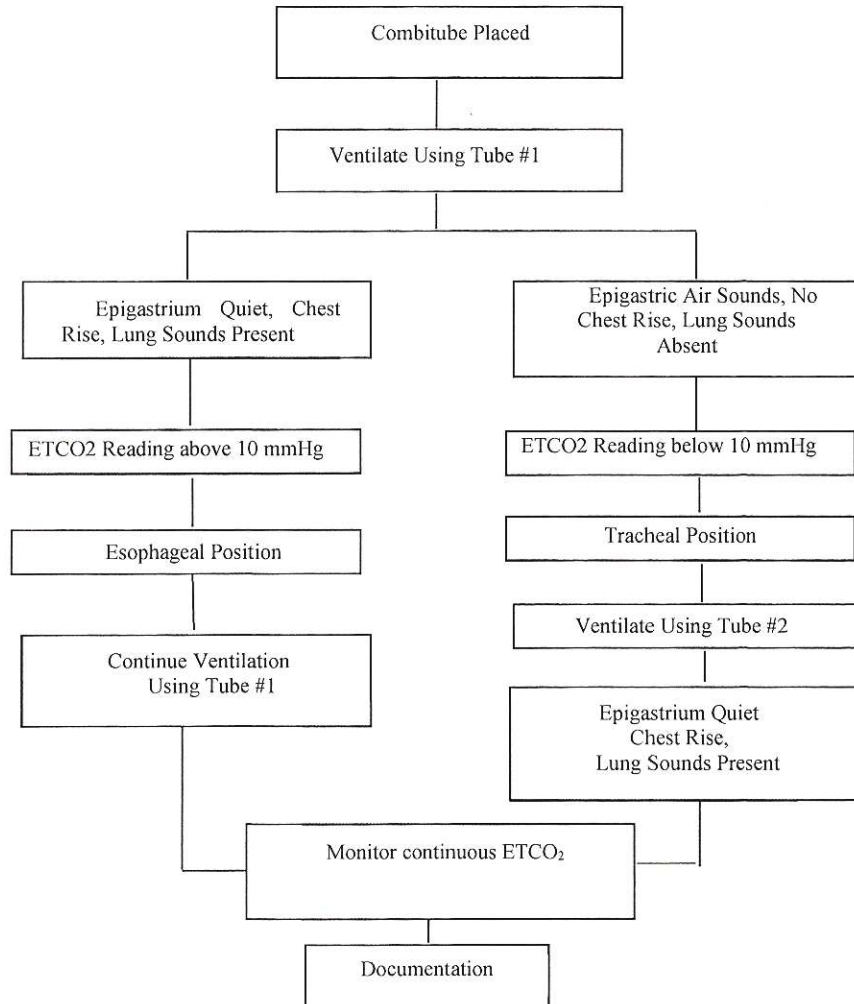 Combitube Placed
Ventilate Using Tube #1
Epigastrium Quiet, Chest
Rise, Lung Sounds Present
Epigastric Air Sounds, No
Chest Rise, Lung Sounds
Absent
ETCO2 Reading above 10 mmHg
ETCO2 Reading below 10 mmHg
Esophageal Position
Tracheal Position
Ventilate Using Tube #2
Continue Ventilation
Using Tube #1
Epigastrium Quiet
Chest Rise,
Lung Sounds Present
Monitor continuous ETCO₂
Documentation